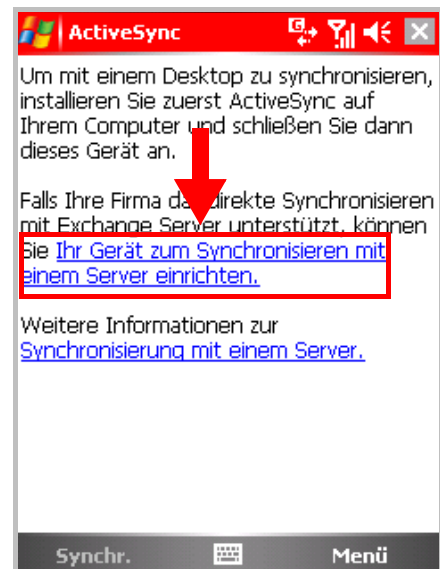 ActiveSync
Um mit einem Desktop zu synchronisieren,
installieren Sie zuerst ActiveSync auf
Ihrem Computer und schließen Sie dann
dieses Gerät an.
Falls Ihre Firma das direkte Synchronisieren
mit Exchange Server unterstützt, können
Sie Ihr Gerät zum Synchronisieren mit
einem Server einrichten.
Weitere Informationen zur
Synchronisierung mit einem Server.
Synchr. Menü